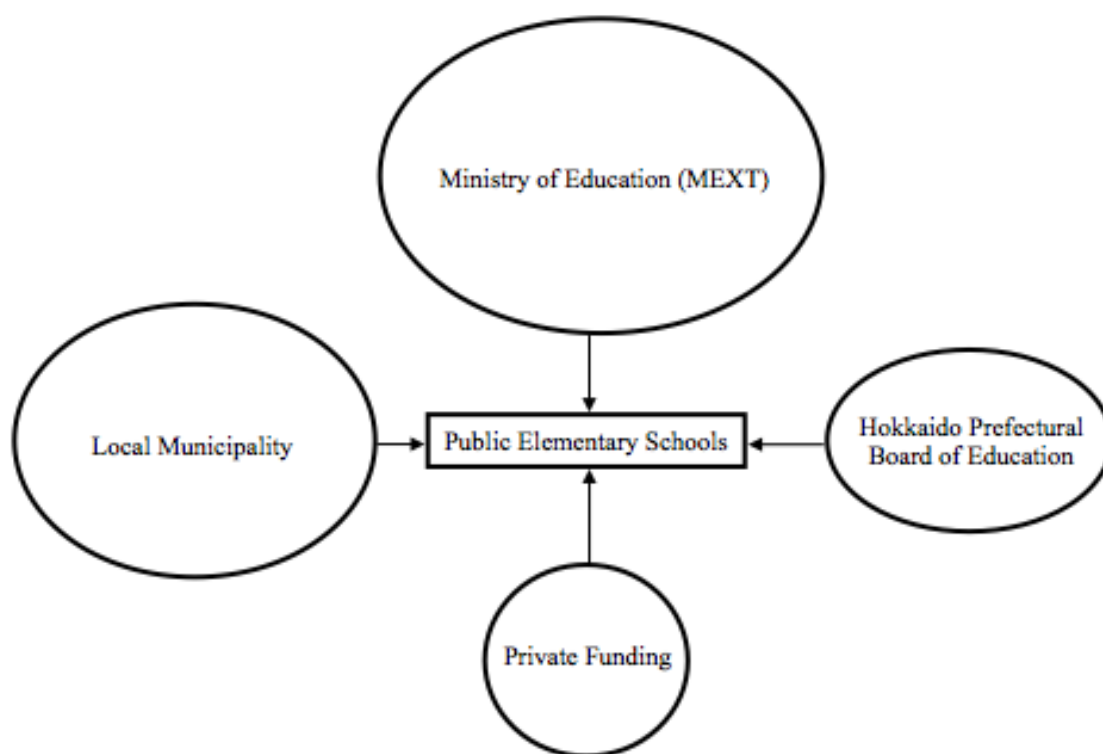 Ministry of Education (MEXT)
Local Municipality
Public Elementary Schools
Hokkaido Prefectural
Board of Education
Private Funding